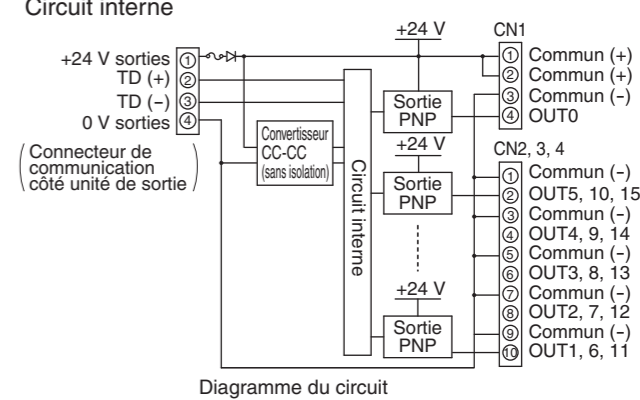 Circuit interne
+24 V sorties ①
TD (+) ②
TD (−) ③
0 V sorties ④
(Connecteur de
communication
côté unité de sortie)
Convertisseur
CC-CC
(sans isolation)
Circuit interne
+24 V
Sortie
PNP
+24 V
Sortie
PNP
+24 V
Sortie
PNP
CN1
① Commun (+)
② Commun (+)
③ Commun (−)
④ OUT0
CN2, 3, 4
① Commun (−)
② OUT5, 10, 15
③ Commun (−)
④ OUT4, 9, 14
⑤ Commun (−)
⑥ OUT3, 8, 13
⑦ Commun (−)
⑧ OUT2, 7, 12
⑨ Commun (−)
⑩ OUT1, 6, 11
Diagramme du circuit